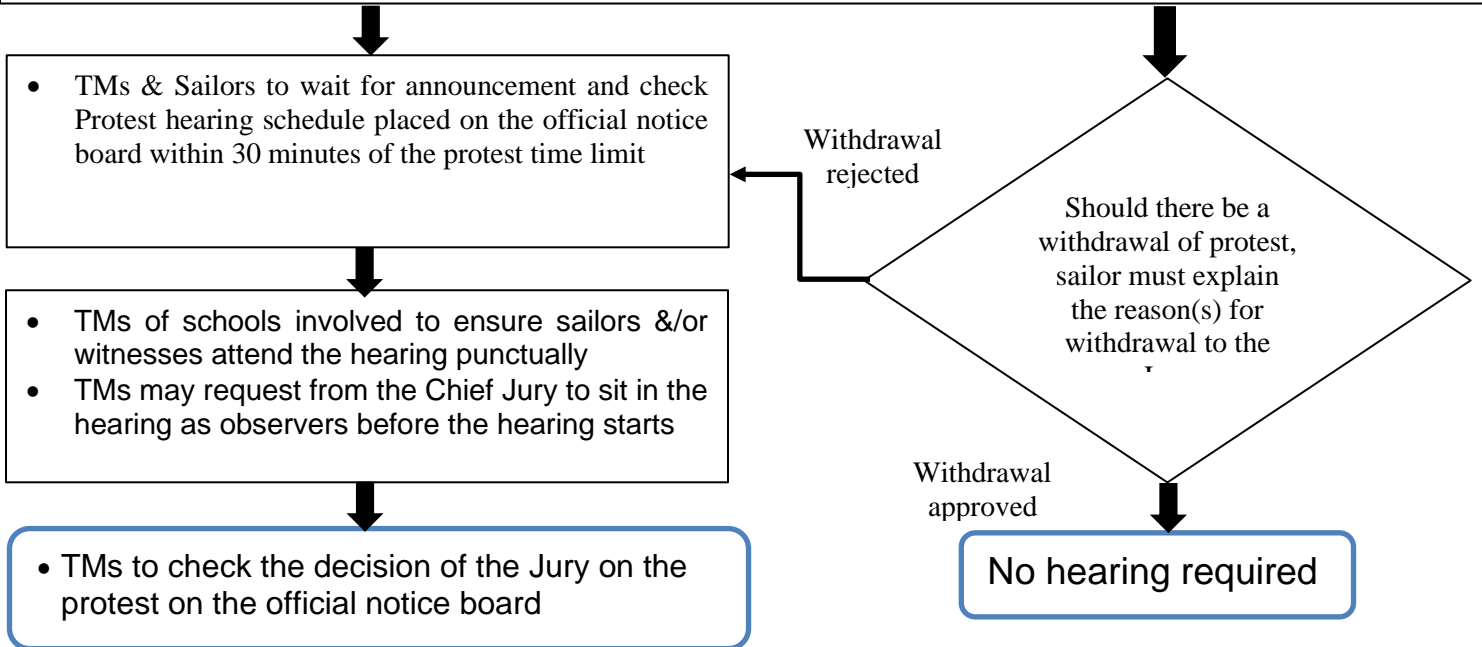 • TMs & Sailors to wait for announcement and check
Protest hearing schedule placed on the official notice
board within 30 minutes of the protest time limit
Withdrawal
rejected
Should there be a
withdrawal of protest,
sailor must explain
the reason(s) for
withdrawal to the
• TMs of schools involved to ensure sailors &/or
witnesses attend the hearing punctually
• TMs may request from the Chief Jury to sit in the
hearing as observers before the hearing starts
Withdrawal
approved
• TMs to check the decision of the Jury on the
protest on the official notice board
No hearing required